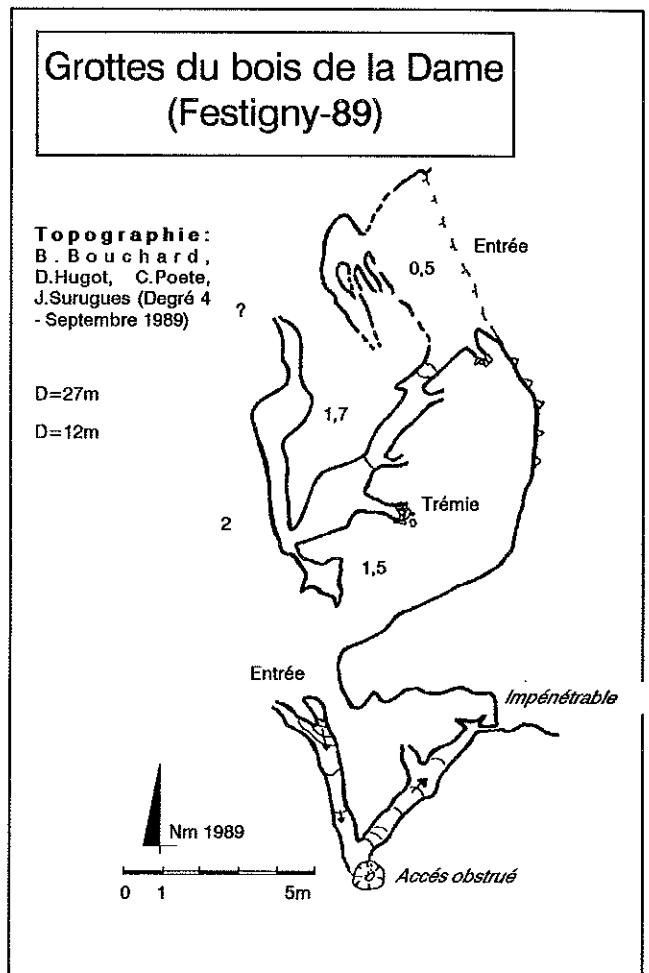 Grottes du bois de la Dame
(Festigny-89)
Topographie:
B. Bouchard,
D.Hugot, C.Poete,
J.Surugues (Degré 4
- Septembre 1989)
?
Entrée
0,5
D=27m
D=12m
1,7
Trémie
2
1,5
Entrée
Impénétrable
Nm 1989
0 1 5m
Accés obstrué